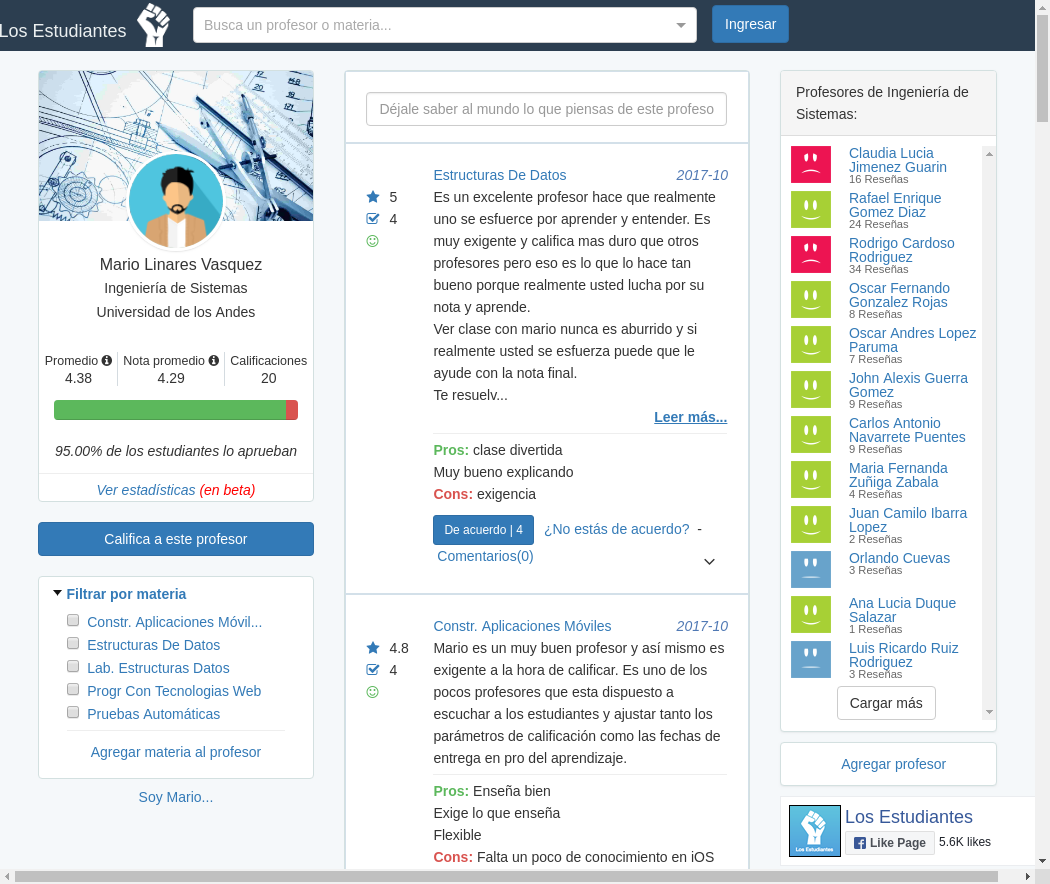 Los Estudiantes
Busca un profesor o materia...
Ingresar
Mario Linares Vasquez
Ingeniería de Sistemas
Universidad de los Andes
Promedio
4.38
Nota promedio
4.29
Calificaciones
20
95.00% de los estudiantes lo aprueban
Ver estadísticas (en beta)
Califica a este profesor
Filtrar por materia
Constr. Aplicaciones Móvil...
Estructuras De Datos
Lab. Estructuras Datos
Progr Con Tecnologias Web
Pruebas Automáticas
Agregar materia al profesor
Soy Mario...
Déjale saber al mundo lo que piensas de este profeso
Estructuras De Datos 2017-10
5
4
Es un excelente profesor hace que realmente
uno se esfuerce por aprender y entender. Es
muy exigente y califica mas duro que otros
profesores pero eso es lo que lo hace tan
bueno porque realmente usted lucha por su
nota y aprende.
Ver clase con mario nunca es aburrido y si
realmente usted se esfuerza puede que le
ayude con la nota final.
Te resuelv...
Leer más...
Pros: clase divertida
Muy bueno explicando
Cons: exigencia
De acuerdo | 4 ¿No estás de acuerdo? -
Comentarios(0)
Constr. Aplicaciones Móviles 2017-10
4.8
4
Mario es un muy buen profesor y así mismo es
exigente a la hora de calificar. Es uno de los
pocos profesores que esta dispuesto a
escuchar a los estudiantes y ajustar tanto los
parámetros de calificación como las fechas de
entrega en pro del aprendizaje.
Pros: Enseña bien
Exige lo que enseña
Flexible
Cons: Falta un poco de conocimiento en iOS
Profesores de Ingeniería de
Sistemas:
Claudia Lucia
Jimenez Guarin
16 Reseñas
Rafael Enrique
Gomez Diaz
24 Reseñas
Rodrigo Cardoso
Rodriguez
34 Reseñas
Oscar Fernando
Gonzalez Rojas
8 Reseñas
Oscar Andres Lopez
Paruma
7 Reseñas
John Alexis Guerra
Gomez
9 Reseñas
Carlos Antonio
Navarrete Puentes
9 Reseñas
Maria Fernanda
Zuñiga Zabala
4 Reseñas
Juan Camilo Ibarra
Lopez
2 Reseñas
Orlando Cuevas
3 Reseñas
Ana Lucia Duque
Salazar
1 Reseñas
Luis Ricardo Ruiz
Rodriguez
3 Reseñas
Cargar más
Agregar profesor
Los Estudiantes
Los Estudiantes
Like Page
5.6K likes